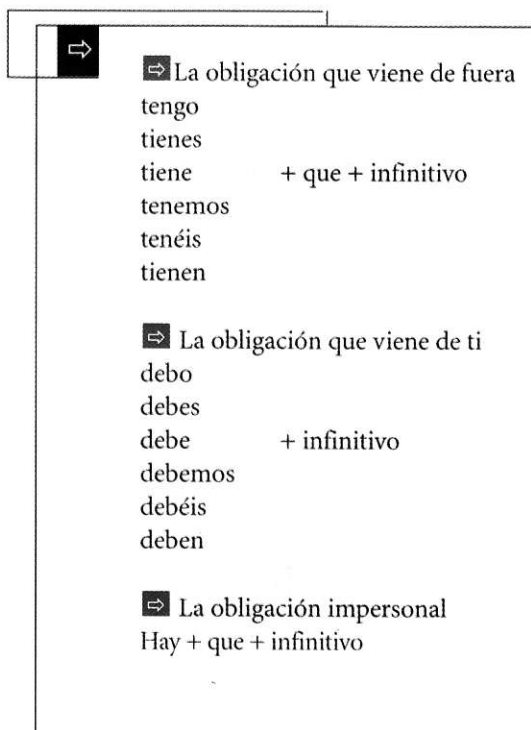 La obligación que viene de fuera
tengo
tienes
tiene + que + infinitivo
tenemos
tenéis
tienen
La obligación que viene de ti
debo
debes
debe + infinitivo
debemos
debéis
deben
La obligación impersonal
Hay + que + infinitivo